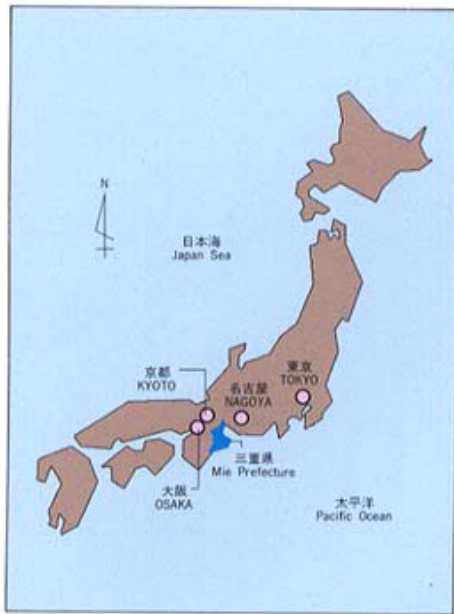 N
日本海
Japan Sea
京都
KYOTO
名古屋
NAGOYA
東京
TOKYO
三重県
Mie Prefecture
大阪
OSAKA
太平洋
Pacific Ocean